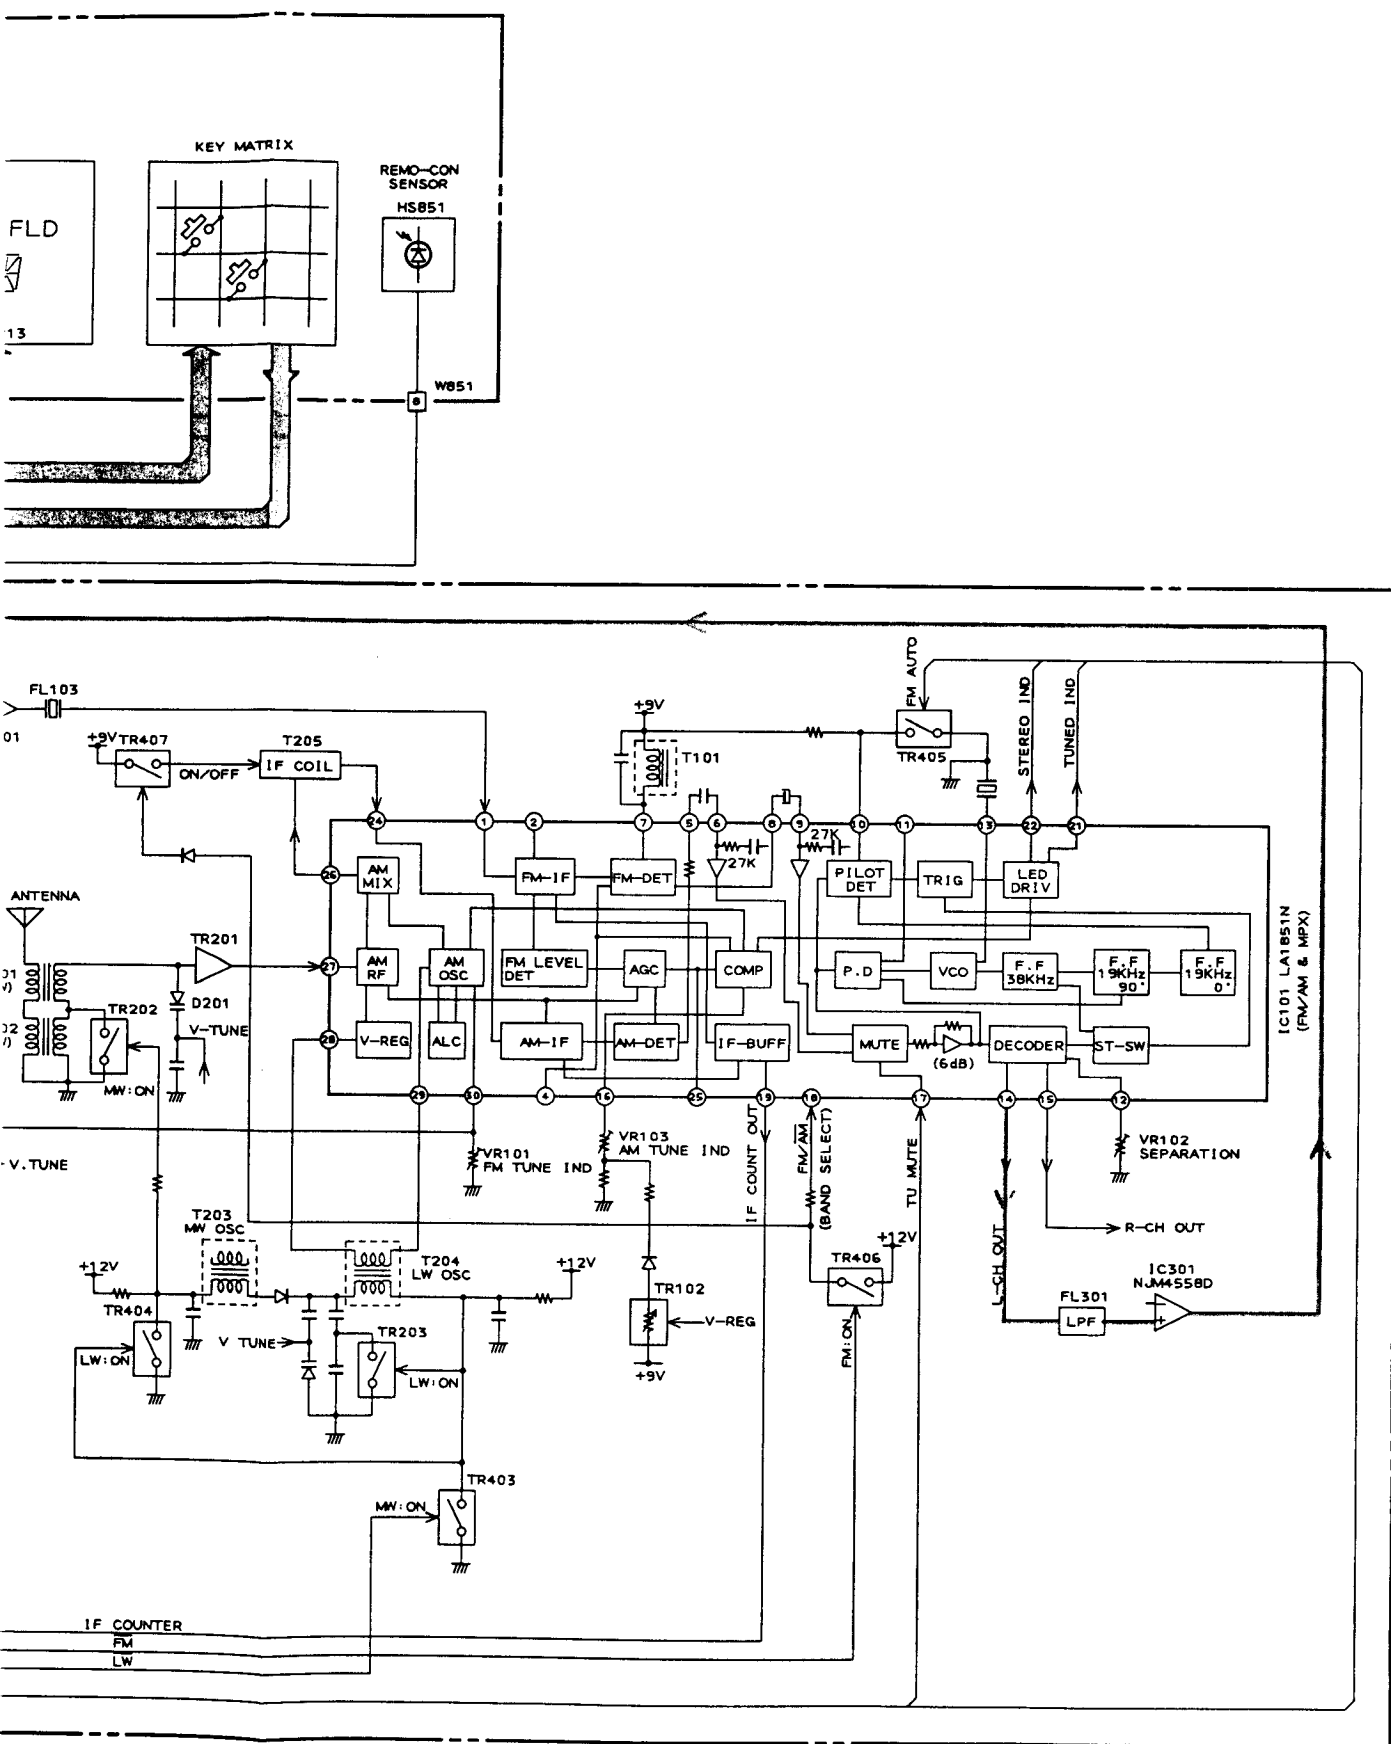 KEY MATRIX
REMO-CON
SENSOR
HS851
FLD
13
W851
8
FL103
01
+9V
TR407
ON/OFF
T205
IF COIL
+9V
T101
FM AUTO
TR405
STEREO IND
TUNED IND
24
1
2
7
5
6
8
9
10
11
13
22
21
27K
27K
26
AM
MIX
FM-IF
FM-DET
PILOT
DET
TRIG
LED
DRIV
ANTENNA
TR201
27
AM
RF
AM
OSC
FM LEVEL
DET
AGC
COMP
P.D
VCO
F.F
38KHz
F.F
19KHz
90°
F.F
19KHz
0°
IC101 LA1851N
(FM/AM & MPX)
D201
TR202
V-TUNE
MW:ON
28
V-REG
ALC
AM-IF
AM-DET
IF-BUFF
MUTE
(6dB)
DECODER
ST-SW
29
30
4
16
25
19
18
17
14
15
12
V.TUNE
VR101
FM TUNE IND
VR103
AM TUNE IND
IF COUNT OUT
FM/AM
(BAND SELECT)
TU MUTE
VR102
SEPARATION
L-CH OUT
R-CH OUT
T203
MW OSC
T204
LW OSC
+12V
+12V
+12V
TR404
LW:ON
V TUNE
TR203
LW:ON
TR102
V-REG
+9V
TR406
FM:ON
FL301
LPF
IC301
NJM4558D
TR403
MW:ON
IF COUNTER
FM
LW